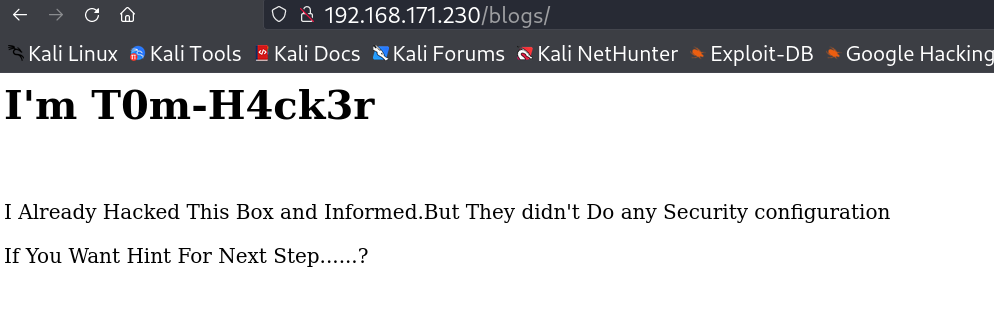 192.168.171.230/blogs/
Kali Linux Kali Tools Kali Docs Kali Forums Kali NetHunter Exploit-DB Google Hacking
I'm T0m-H4ck3r
I Already Hacked This Box and Informed.But They didn't Do any Security configuration
If You Want Hint For Next Step......?